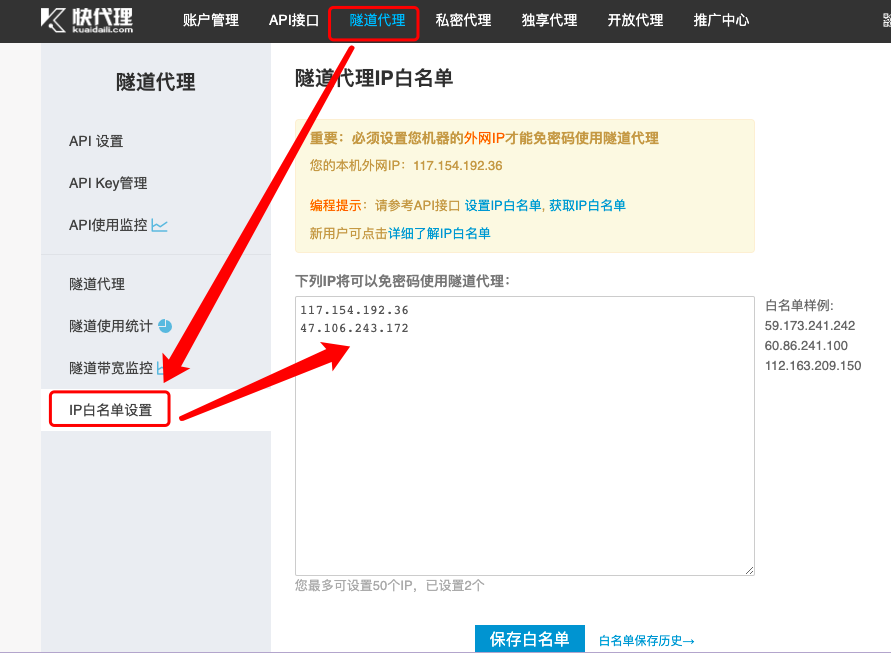 快代理
kuaidaili.com
账户管理 API接口 隧道代理 私密代理 独享代理 开放代理 推广中心
隧道代理
API 设置
API Key管理
API使用监控
隧道代理
隧道使用统计
隧道带宽监控
IP白名单设置
隧道代理IP白名单
重要：必须设置您机器的外网IP才能免密码使用隧道代理
您的本机外网IP：117.154.192.36
编程提示：请参考API接口 设置IP白名单, 获取IP白名单
新用户可点击详细了解IP白名单
下列IP将可以免密码使用隧道代理：
117.154.192.36
47.106.243.172
白名单样例:
59.173.241.242
60.86.241.100
112.163.209.150
您最多可设置50个IP，已设置2个
保存白名单 白名单保存历史→